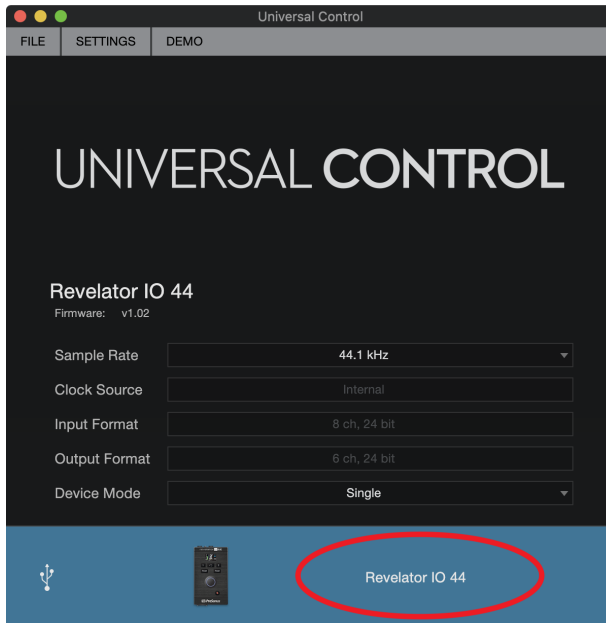 Universal Control
FILE SETTINGS DEMO
UNIVERSAL CONTROL
Revelator IO 44
Firmware: v1.02
Sample Rate 44.1 kHz
Clock Source Internal
Input Format 8 ch, 24 bit
Output Format 6 ch, 24 bit
Device Mode Single
Revelator IO 44